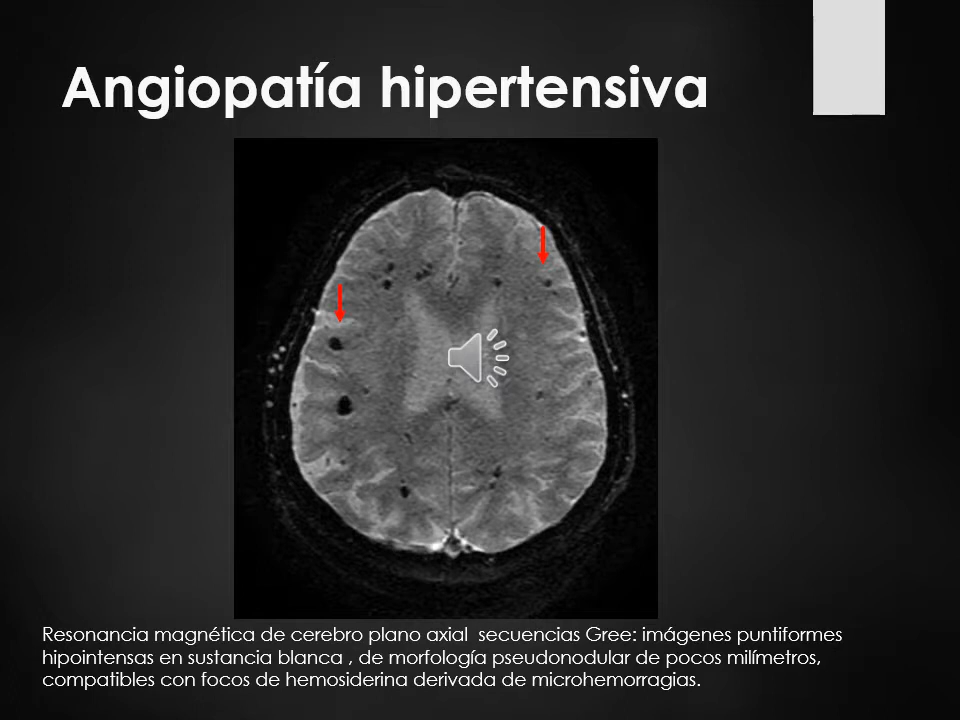 Angiopatía hipertensiva
Resonancia magnética de cerebro plano axial  secuencias Gree: imágenes puntiformes
hipointensas en sustancia blanca , de morfología pseudonodular de pocos milímetros,
compatibles con focos de hemosiderina derivada de microhemorragias.